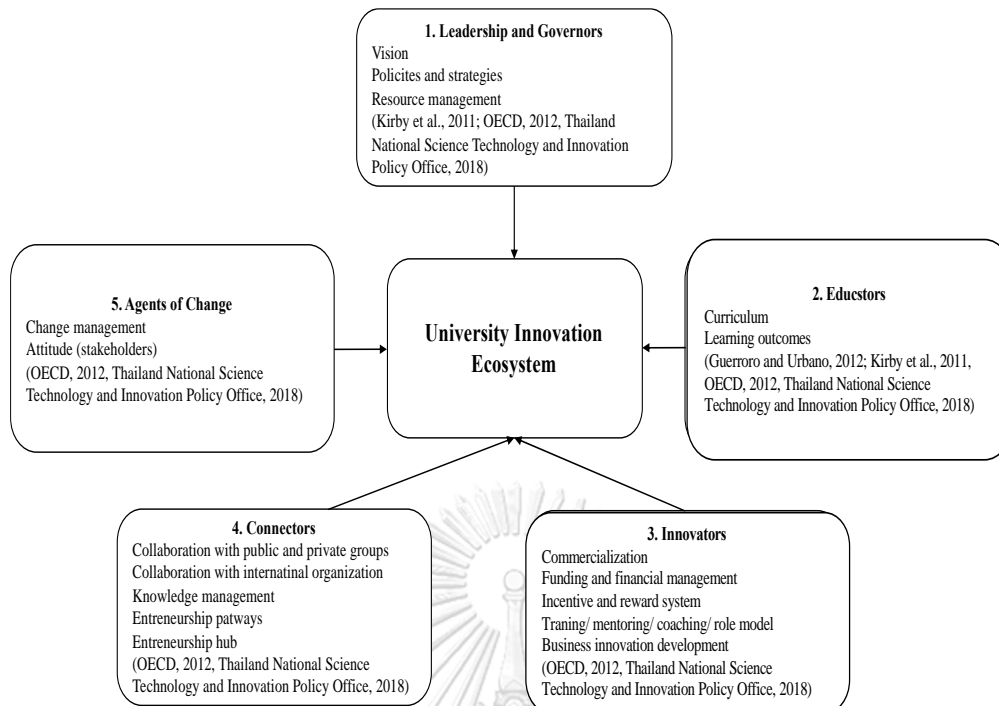 1. Leadership and Governors
Vision
Policites and strategies
Resource management
(Kirby et al., 2011; OECD, 2012, Thailand
National Science Technology and Innovation
Policy Office, 2018)
5. Agents of Change
Change management
Attitude (stakeholders)
(OECD, 2012, Thailand National Science
Technology and Innovation Policy Office, 2018)
University Innovation
Ecosystem
2. Educstors
Curriculum
Learning outcomes
(Guerroro and Urbano, 2012; Kirby et al., 2011,
OECD, 2012, Thailand National Science
Technology and Innovation Policy Office, 2018)
4. Connectors
Collaboration with public and private groups
Collaboration with internatinal organization
Knowledge management
Entreneurship patways
Entreneurship hub
(OECD, 2012, Thailand National Science
Technology and Innovation Policy Office, 2018)
3. Innovators
Commercialization
Funding and financial management
Incentive and reward system
Traning/ mentoring/ coaching/ role model
Business innovation development
(OECD, 2012, Thailand National Science
Technology and Innovation Policy Office, 2018)